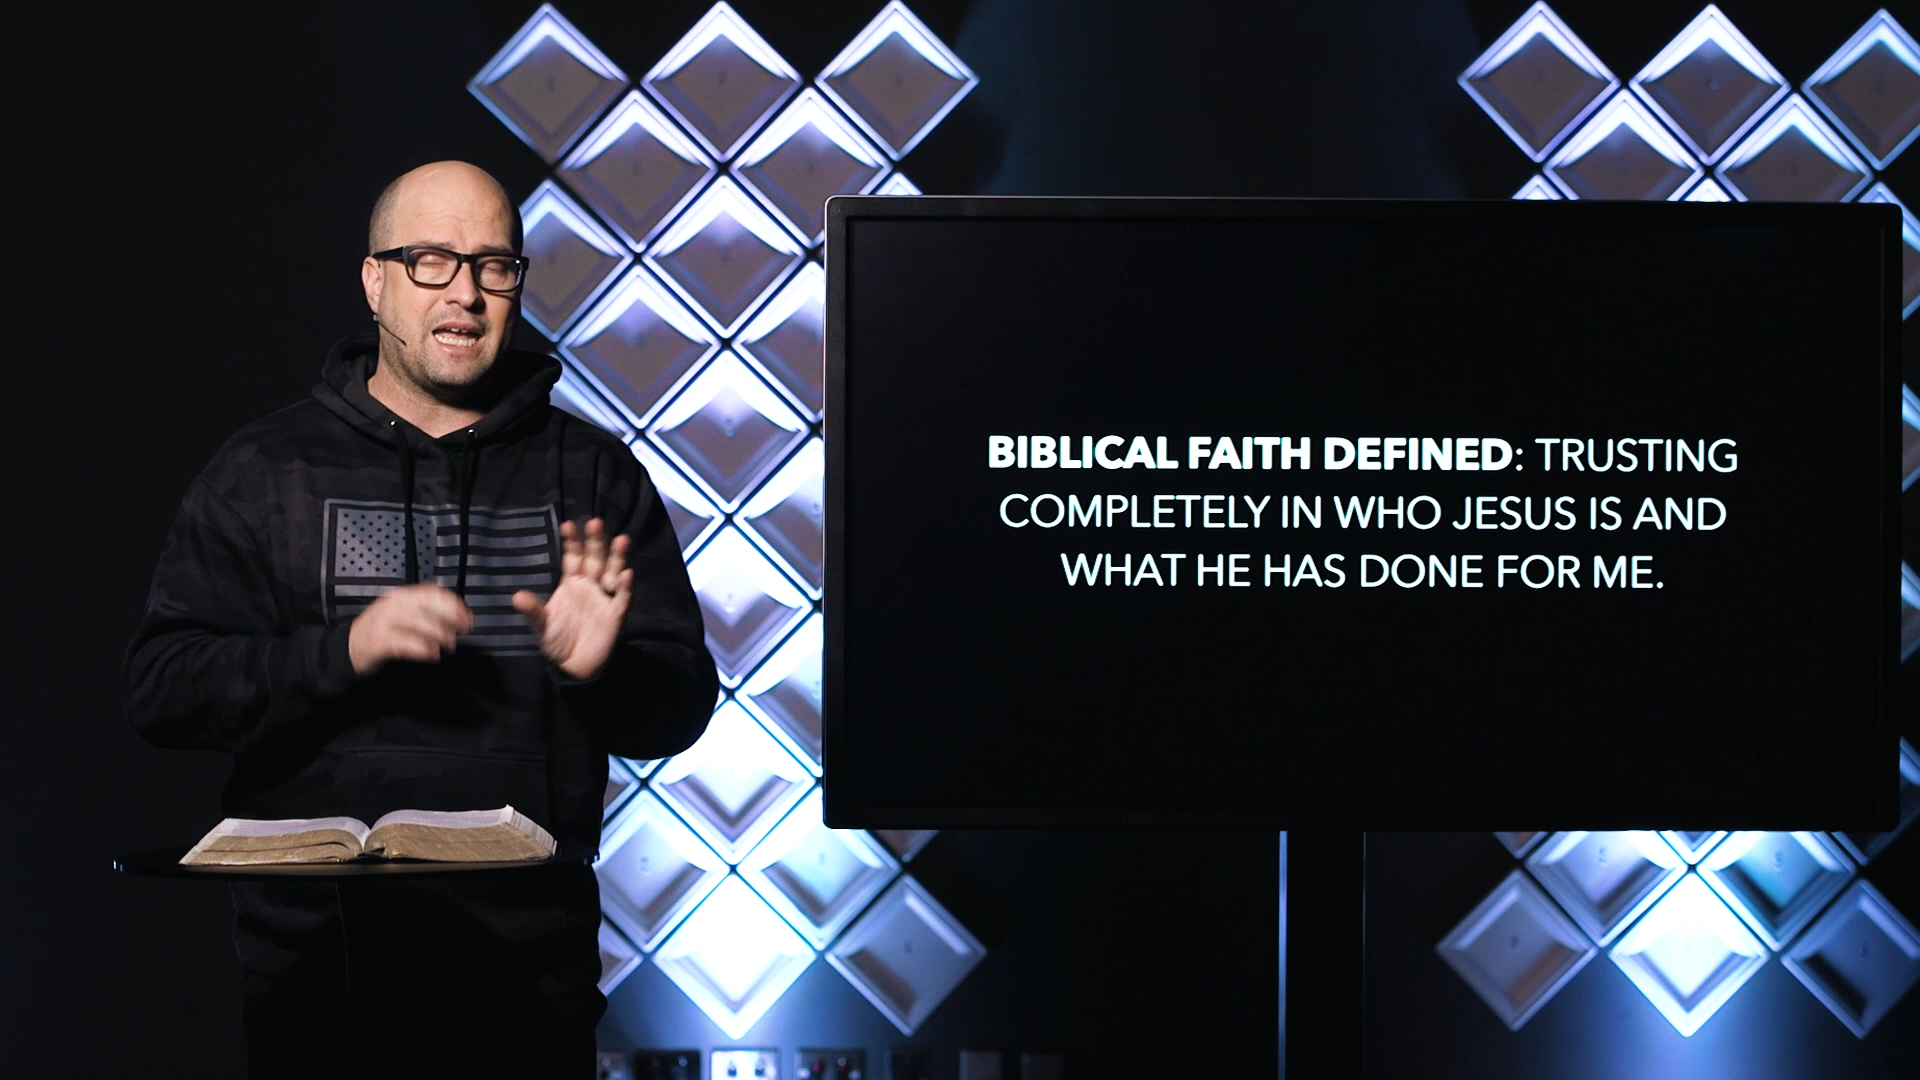 BIBLICAL FAITH DEFINED: TRUSTING
COMPLETELY IN WHO JESUS IS AND
WHAT HE HAS DONE FOR ME.